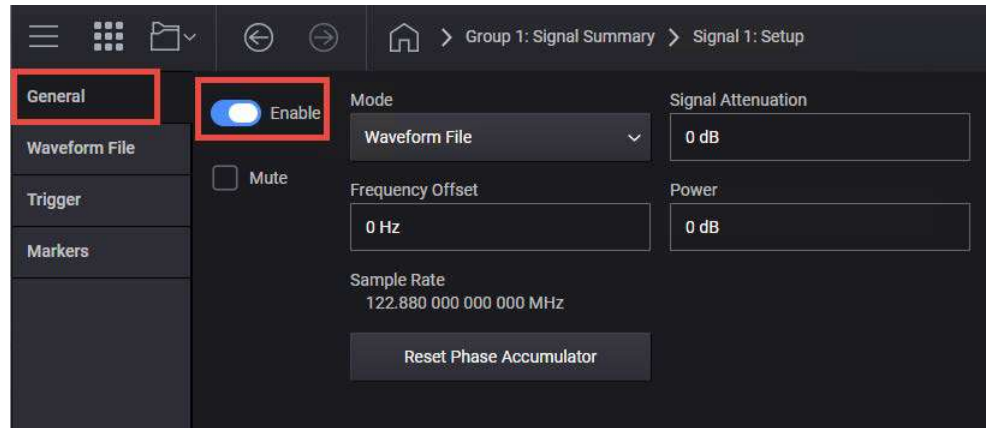 Group 1: Signal Summary > Signal 1: Setup
General
Waveform File
Trigger
Markers
Enable
Mute
Mode
Waveform File
Signal Attenuation
0 dB
Frequency Offset
0 Hz
Power
0 dB
Sample Rate
122.880 000 000 000 MHz
Reset Phase Accumulator